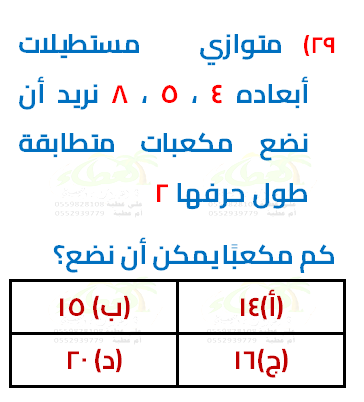 ٢٩) متوازي مستطيلات
أبعاده ٤ ، ٥ ، ٨ نريد أن
نضع مكعبات متطابقة
طول حرفها ٢
كم مكعبًا يمكن أن نضع؟
(أ) ١٤ (ب) ١٥
(ج) ١٦ (د) ٢٠